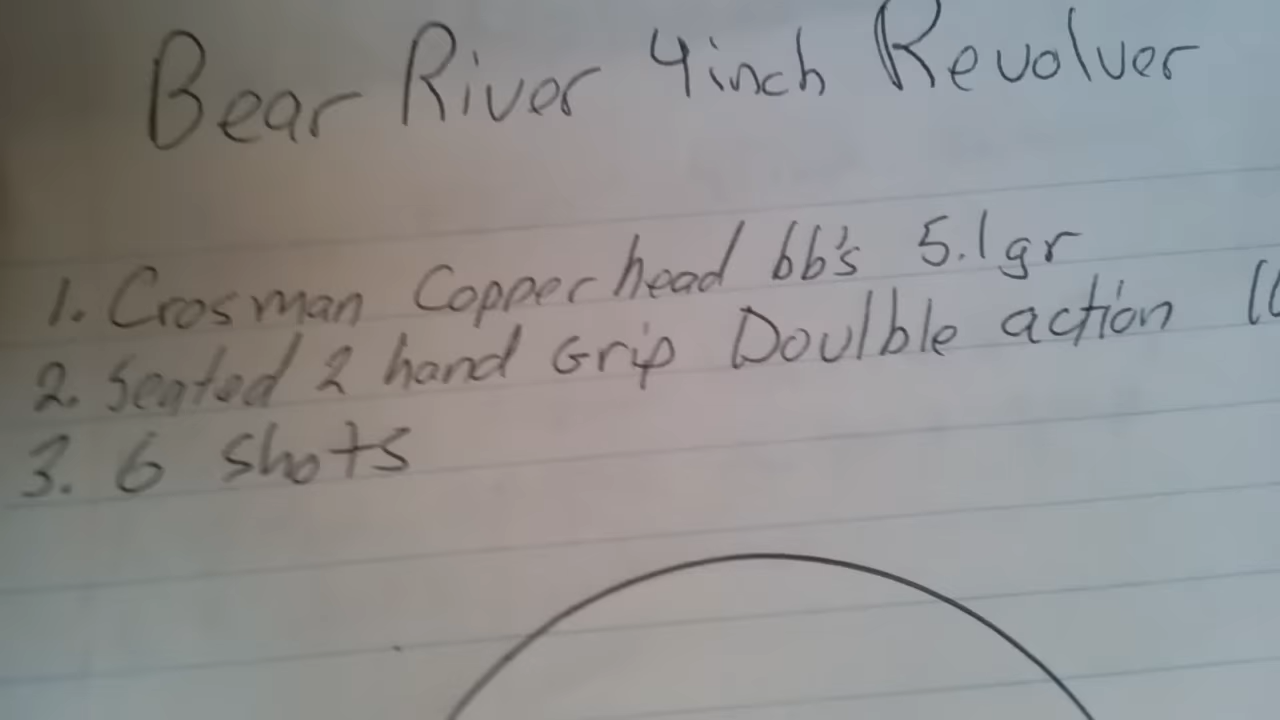 Bear River 4inch Revolver
1. Crosman Copperhead bb's 5.1gr
2. Seated 2 hand Grip Doulble action
3. 6 shots